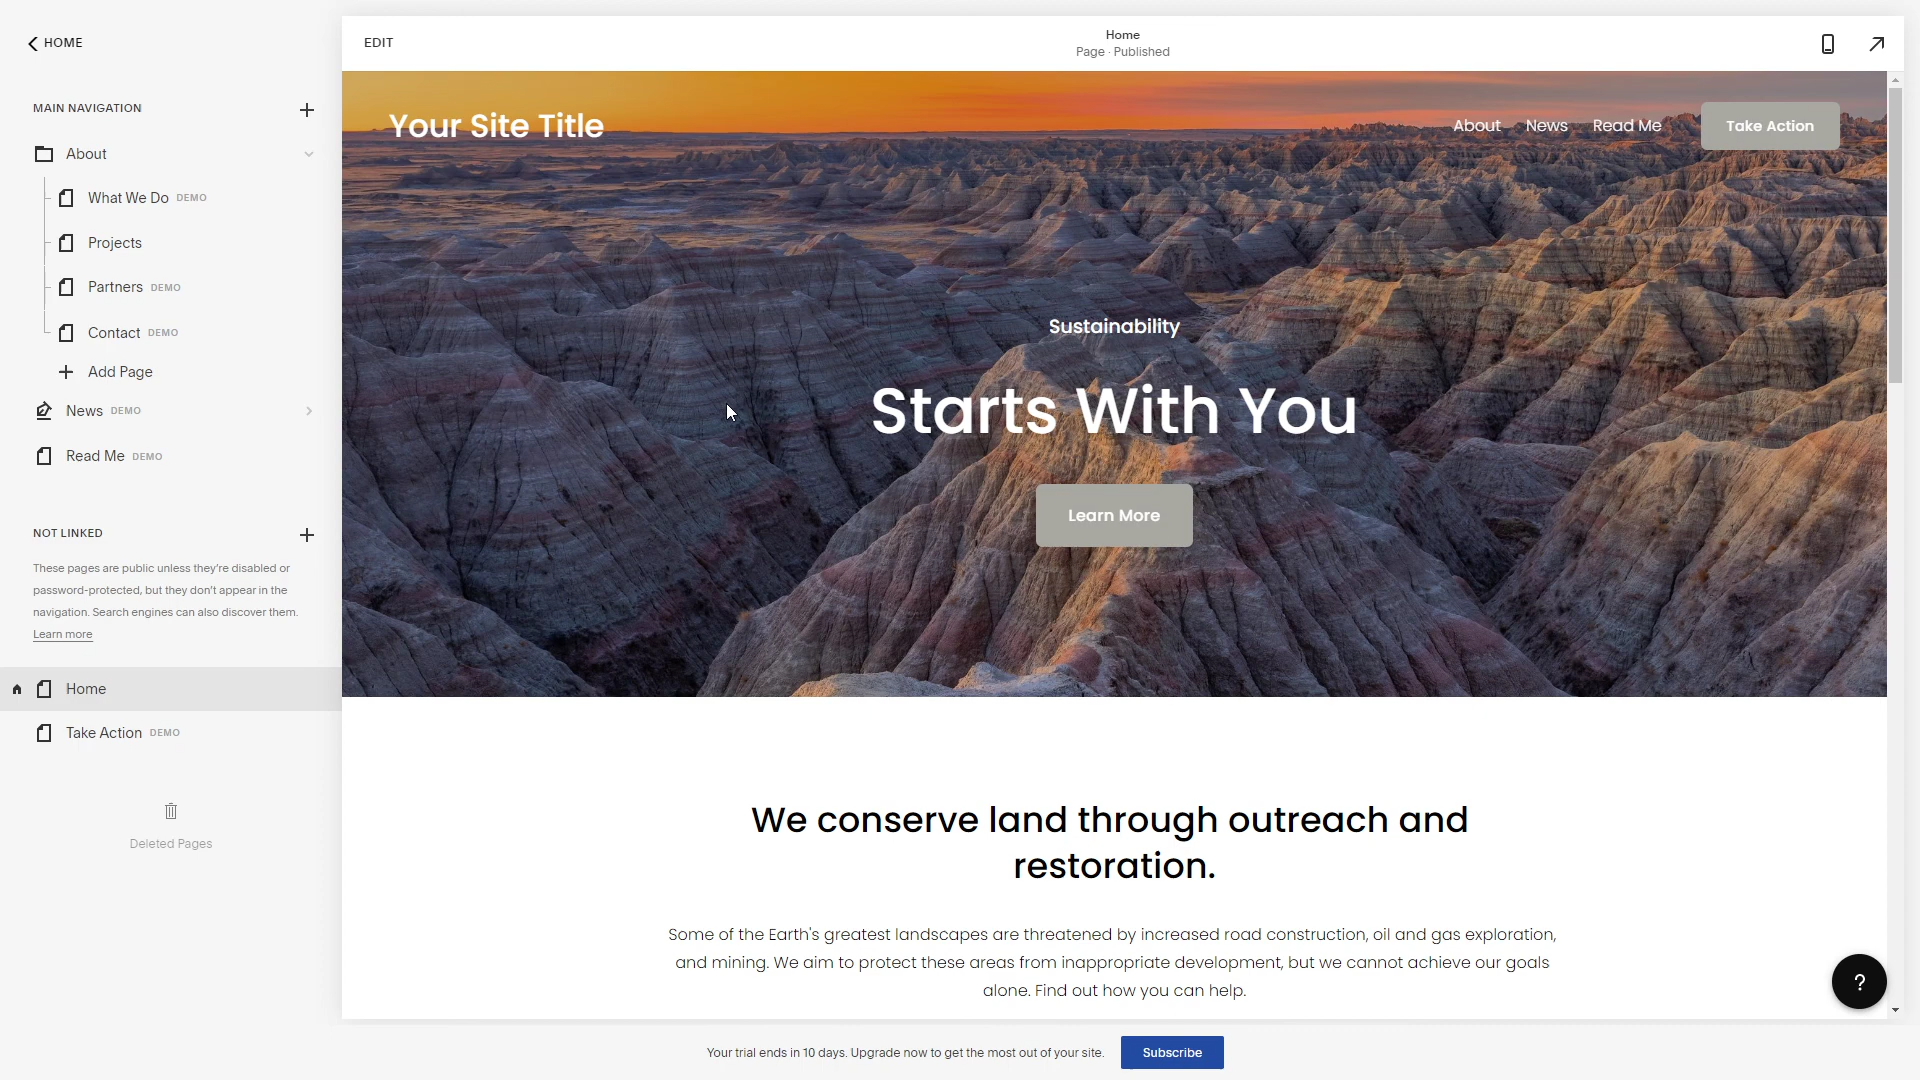 HOME
MAIN NAVIGATION
About
What We Do DEMO
Projects
Partners DEMO
Contact DEMO
Add Page
News DEMO
Read Me DEMO
NOT LINKED
These pages are public unless they're disabled or
password-protected, but they don't appear in the
navigation. Search engines can also discover them.
Learn more
Home
Take Action DEMO
Deleted Pages
EDIT
Home
Page · Published
Your Site Title
About News Read Me Take Action
Sustainability
Starts With You
Learn More
We conserve land through outreach and
restoration.
Some of the Earth's greatest landscapes are threatened by increased road construction, oil and gas exploration,
and mining. We aim to protect these areas from inappropriate development, but we cannot achieve our goals
alone. Find out how you can help.
?
Your trial ends in 10 days. Upgrade now to get the most out of your site. Subscribe